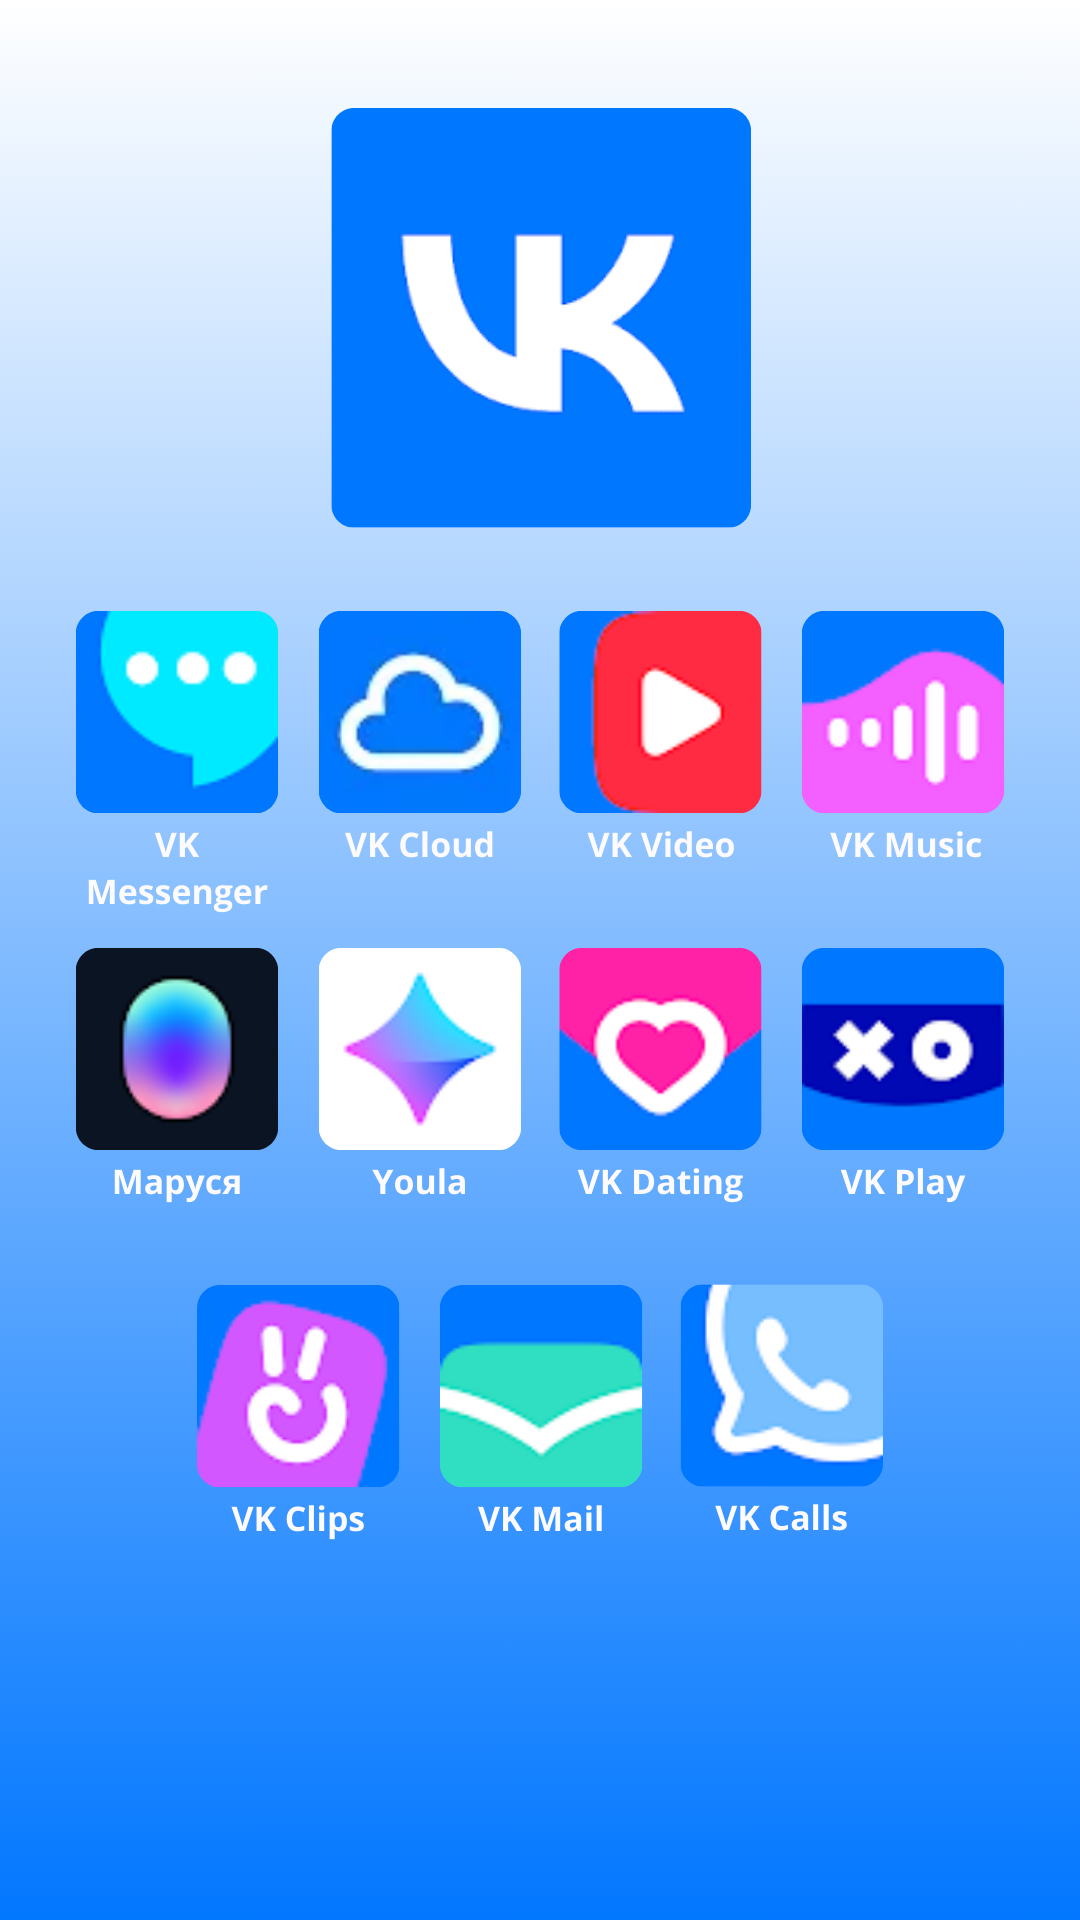 VK
VK
Messenger
VK Cloud
VK Video
VK Music
xo
Маруся
Youla
VK Dating
VK Play
VK Clips
VK Mail
VK Calls